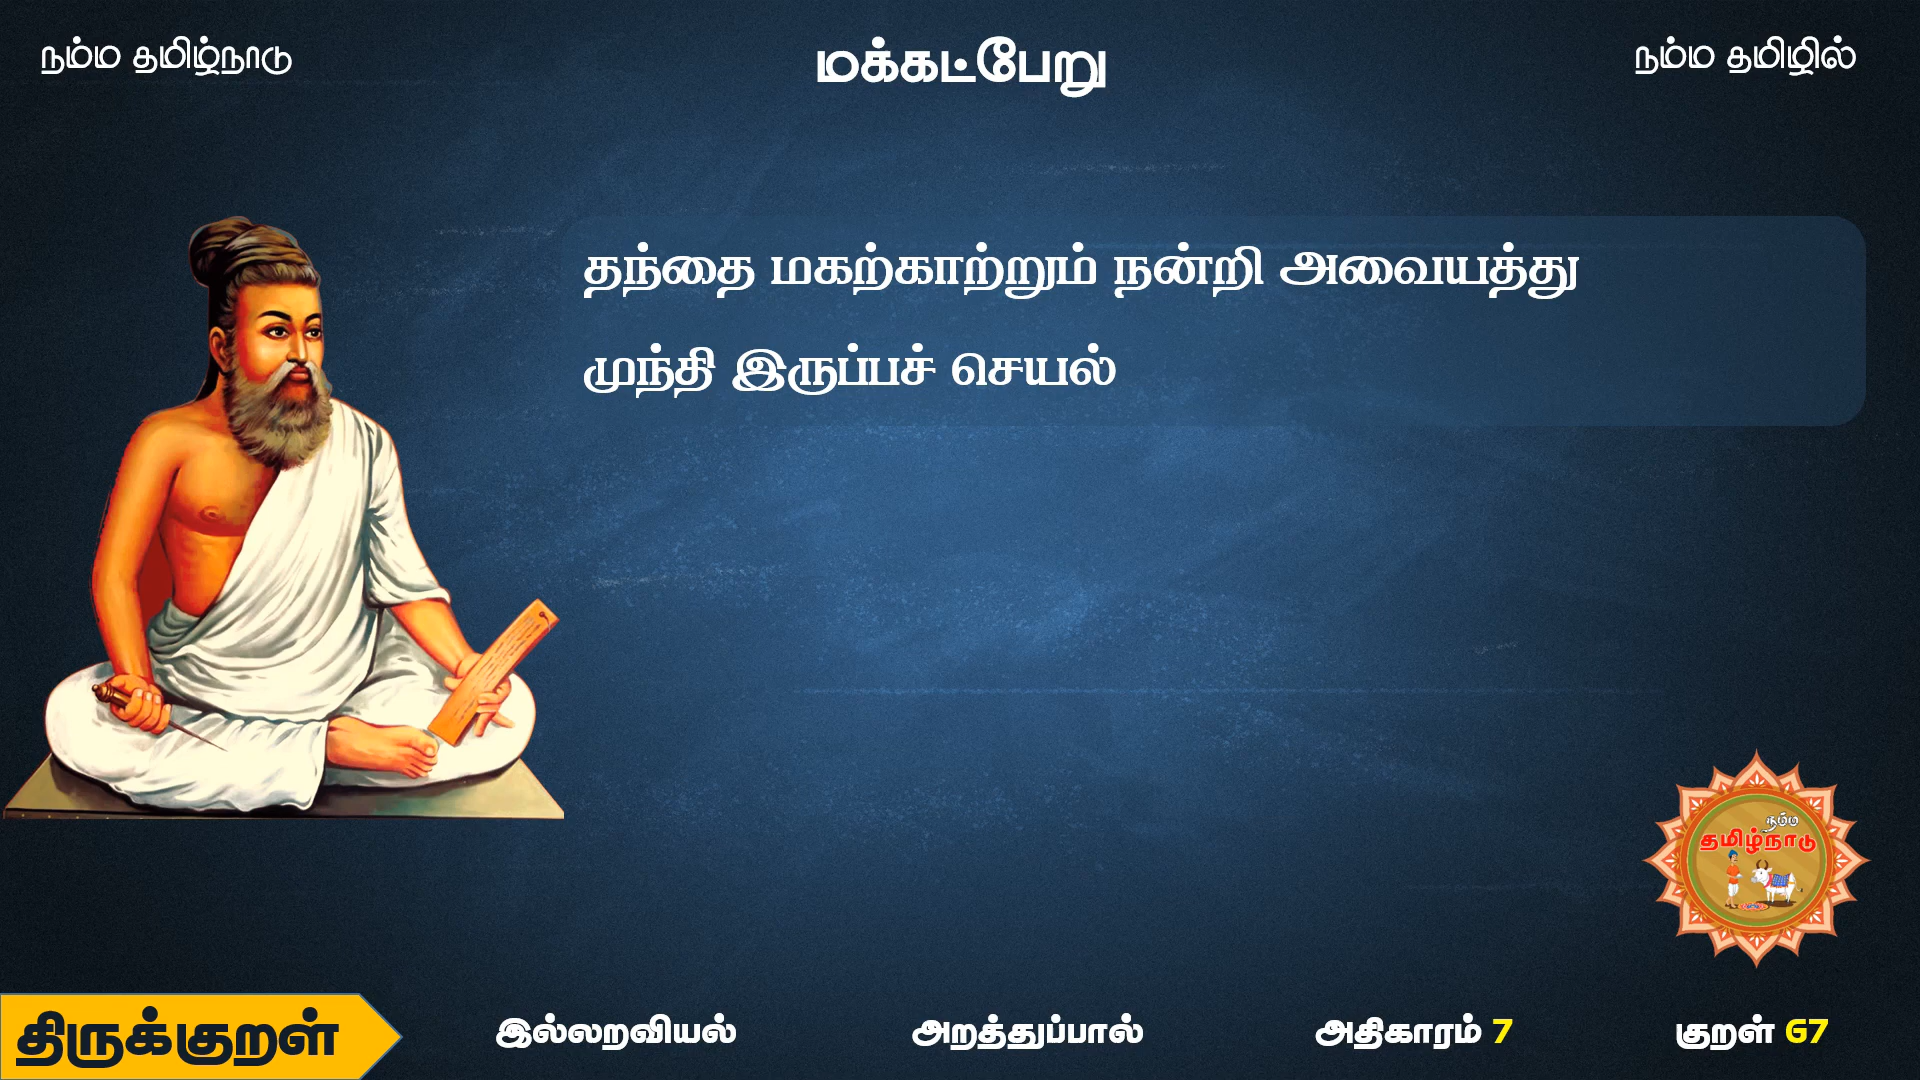 நம்ம தமிழ்நாடு
மக்கட்பேறு
நம்ம தமிழில்
தந்தை மகற்காற்றும் நன்றி அவையத்து
முந்தி இருப்பச் செயல்
நம்ம
தமிழ்நாடு
திருக்குறள்
இல்லறவியல்
அறத்துப்பால்
அதிகாரம் 7
குறள் 67